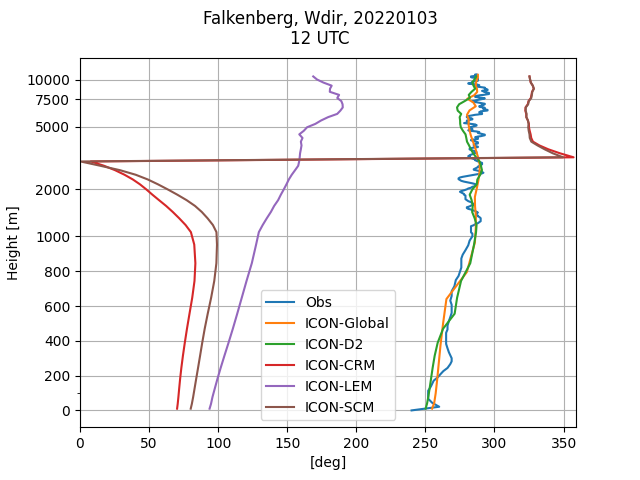 Falkenberg, Wdir, 20220103
12 UTC
10000
7500
5000
2000
1000
800
600
400
200
0
Height [m]
Obs
ICON-Global
ICON-D2
ICON-CRM
ICON-LEM
ICON-SCM
0 50 100 150 200 250 300 350
[deg]